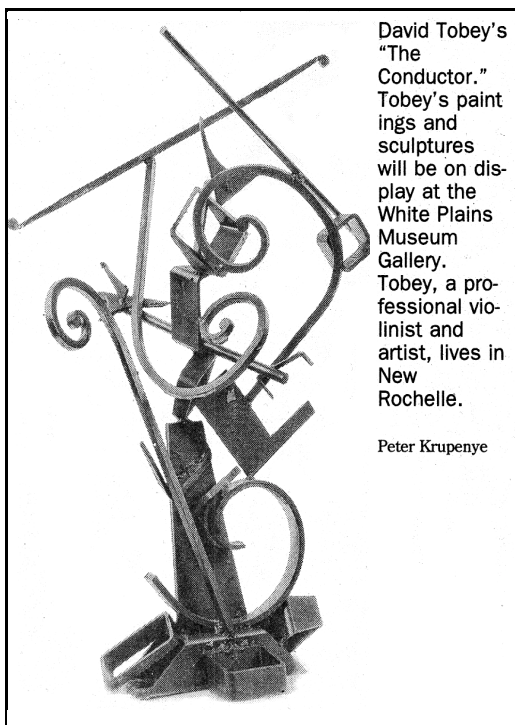 David Tobey's
"The
Conductor."
Tobey's paint
ings and
sculptures
will be on dis-
play at the
White Plains
Museum
Gallery.
Tobey, a pro-
fessional vio-
linist and
artist, lives in
New
Rochelle.
Peter Krupenye